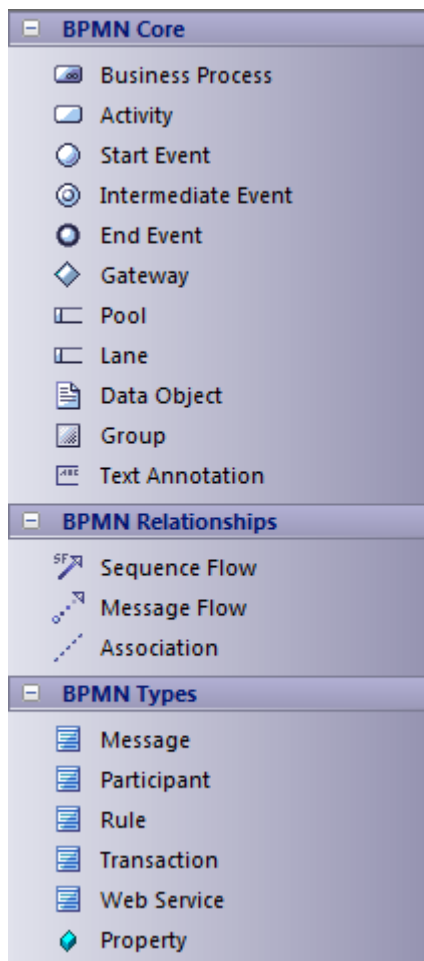 BPMN Core
Business Process
Activity
Start Event
Intermediate Event
End Event
Gateway
Pool
Lane
Data Object
Group
Text Annotation
BPMN Relationships
SF Sequence Flow
Message Flow
Association
BPMN Types
Message
Participant
Rule
Transaction
Web Service
Property